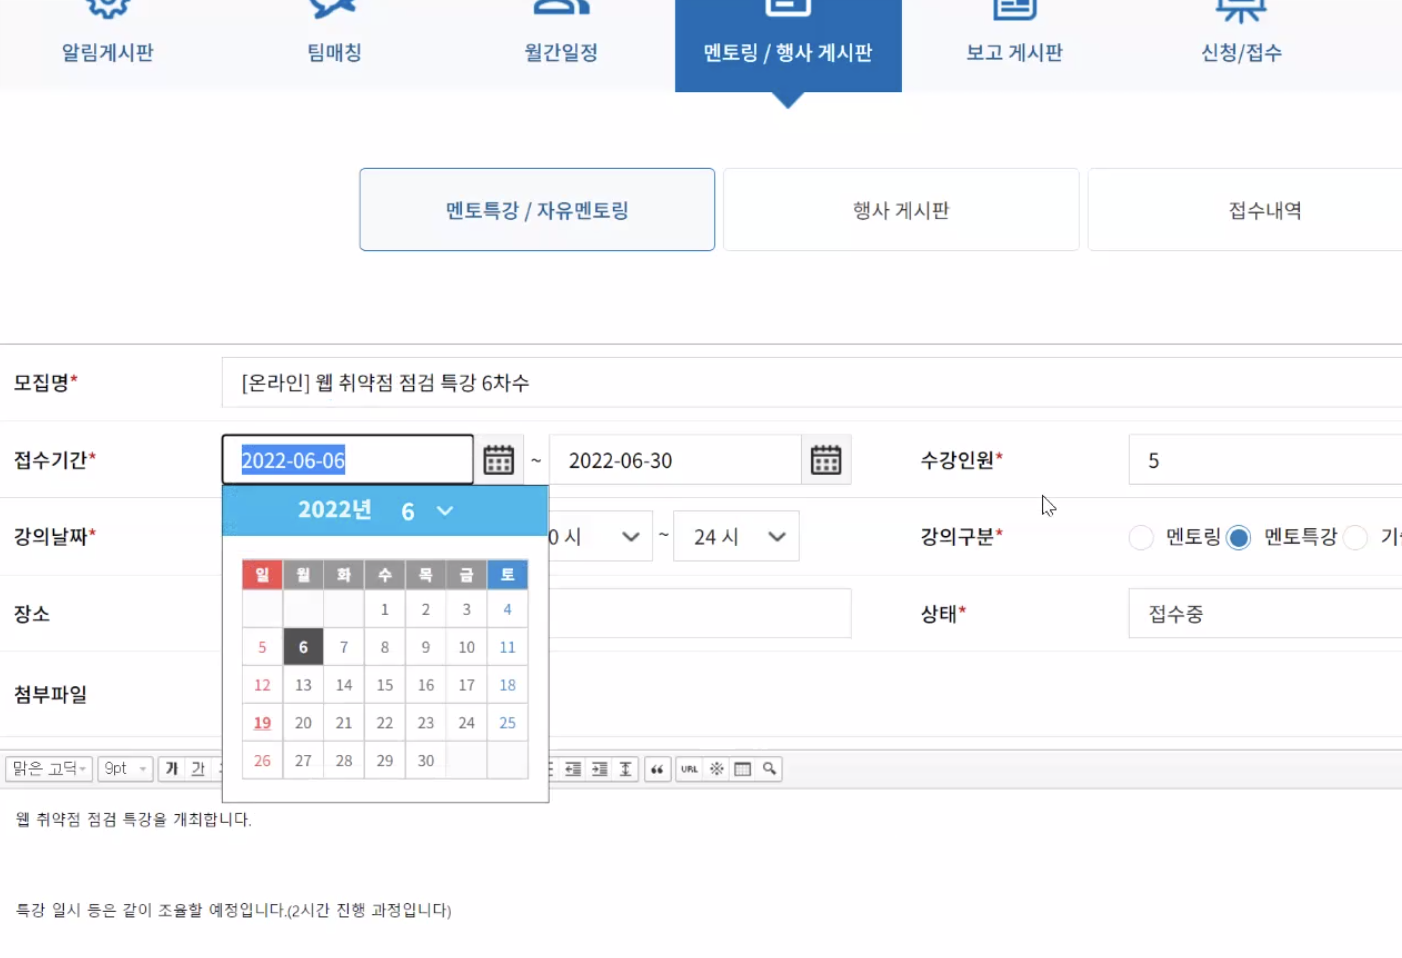 알림게시판 팀매칭 월간일정 멘토링 / 행사 게시판 보고 게시판 신청/접수
멘토특강 / 자유멘토링 행사 게시판 접수내역
모집명* [온라인] 웹 취약점 점검 특강 6차수
접수기간* 2022-06-06 ~ 2022-06-30 수강인원* 5
2022년 6
강의날짜* 0 시 ~ 24 시 강의구분* 멘토링 멘토특강
일 월 화 수 목 금 토
1 2 3 4
장소 상태* 접수중
5 6 7 8 9 10 11
12 13 14 15 16 17 18
첨부파일
19 20 21 22 23 24 25
26 27 28 29 30
맑은 고딕 9pt 가 가 URL
웹 취약점 점검 특강을 개최합니다.
특강 일시 등은 같이 조율할 예정입니다.(2시간 진행 과정입니다)